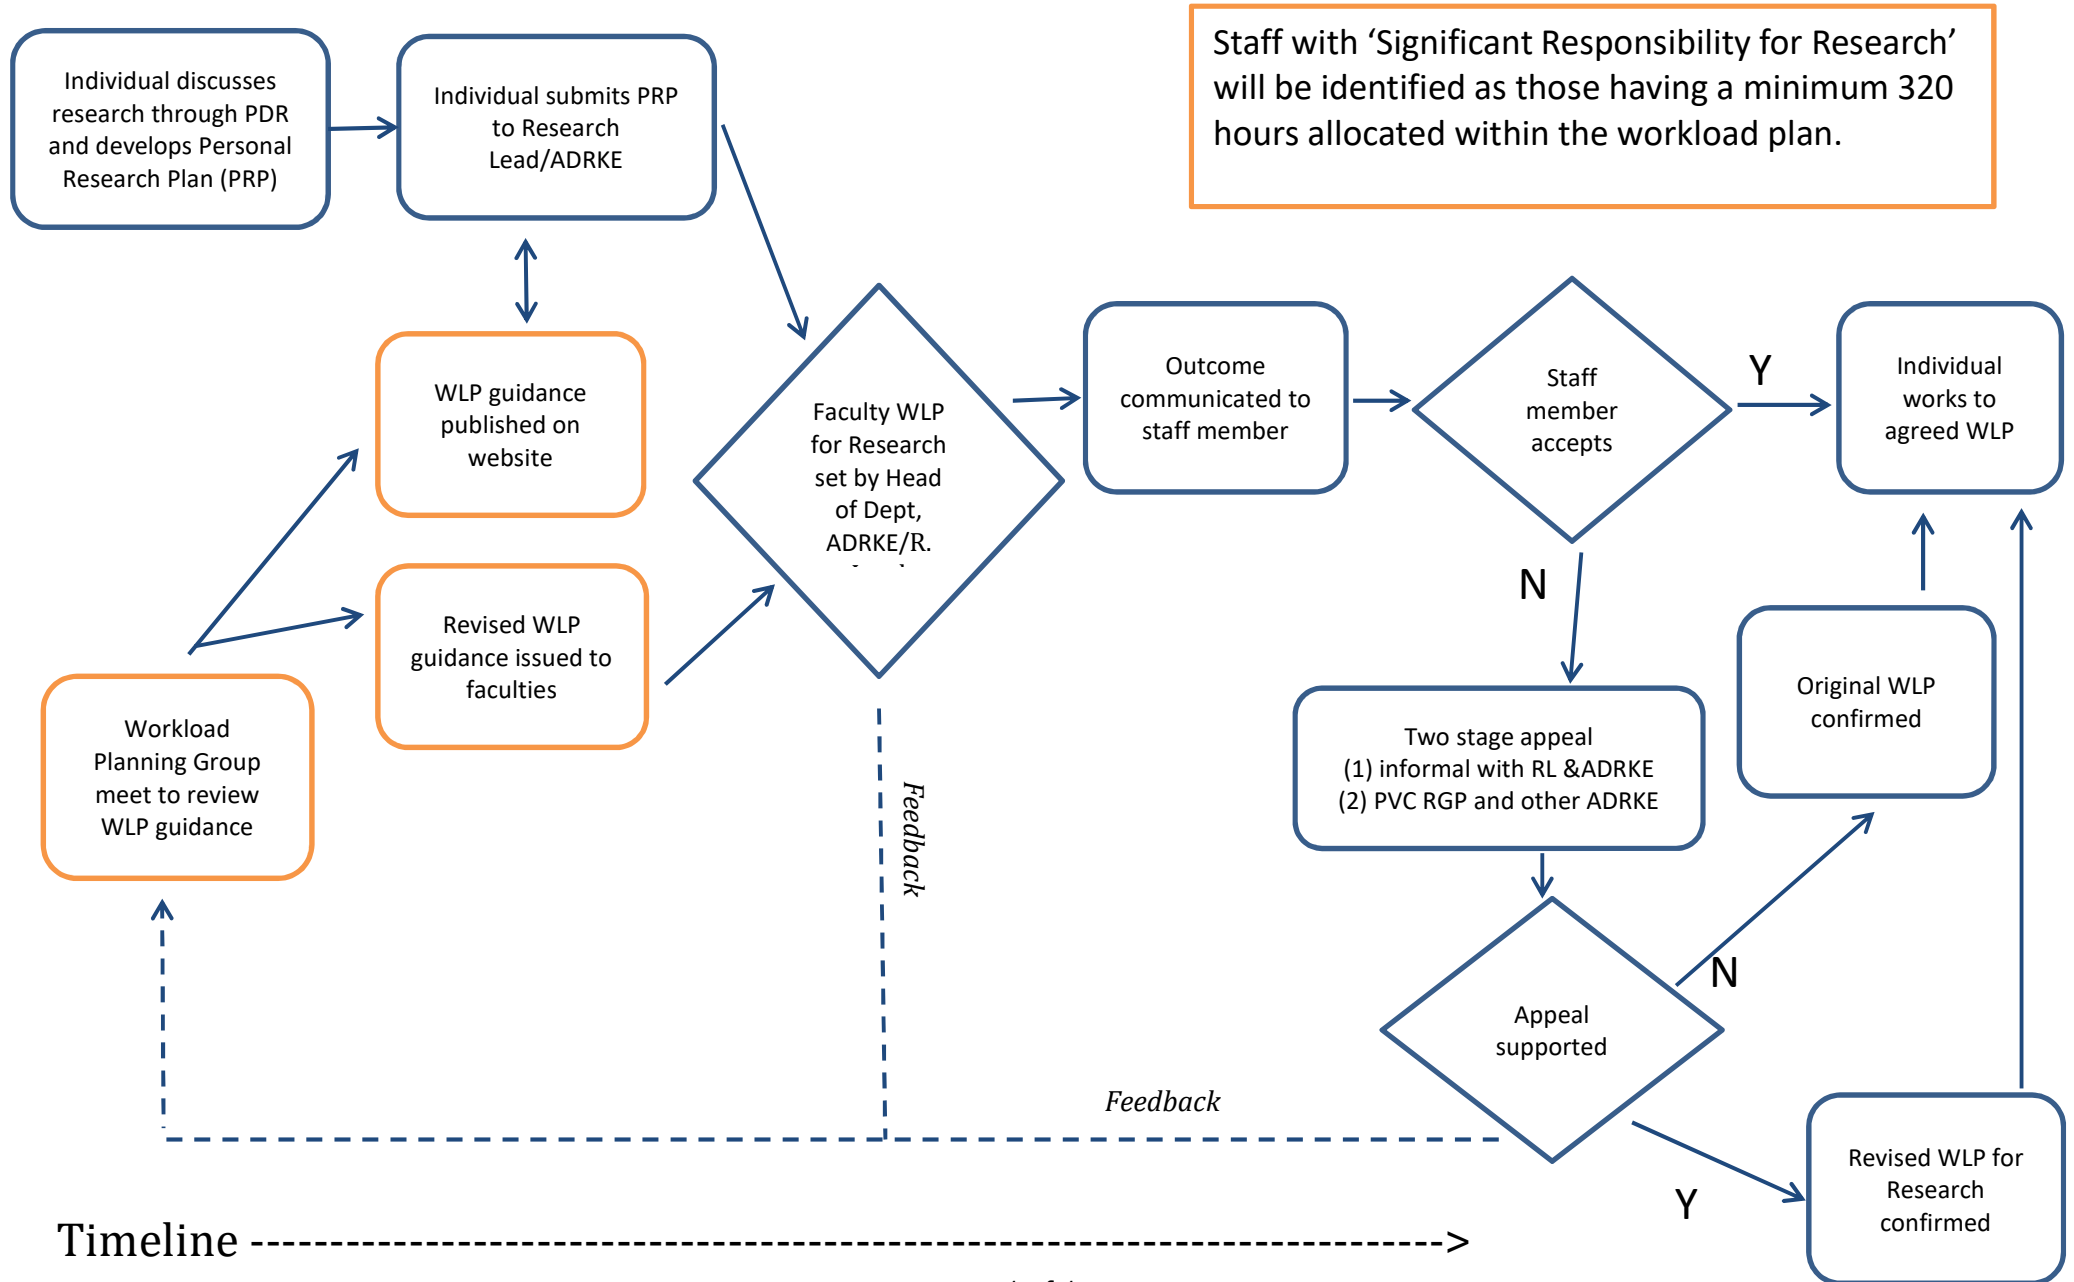 Staff with ‘Significant Responsibility for Research’
will be identified as those having a minimum 320
hours allocated within the workload plan.
Individual discusses
research through PDR
and develops Personal
Research Plan (PRP)
Individual submits PRP
to Research
Lead/ADRKE
WLP guidance
published on
website
Revised WLP
guidance issued to
faculties
Workload
Planning Group
meet to review
WLP guidance
Faculty WLP
for Research
set by Head
of Dept,
ADRKE/R.
Outcome
communicated to
staff member
Staff
member
accepts
Y
Individual
works to
agreed WLP
N
Two stage appeal
(1) informal with RL &ADRKE
(2) PVC RGP and other ADRKE
Original WLP
confirmed
Appeal
supported
N
Y
Revised WLP for
Research
confirmed
Feedback
Feedback
Timeline ----------------------------------------------------------------------->